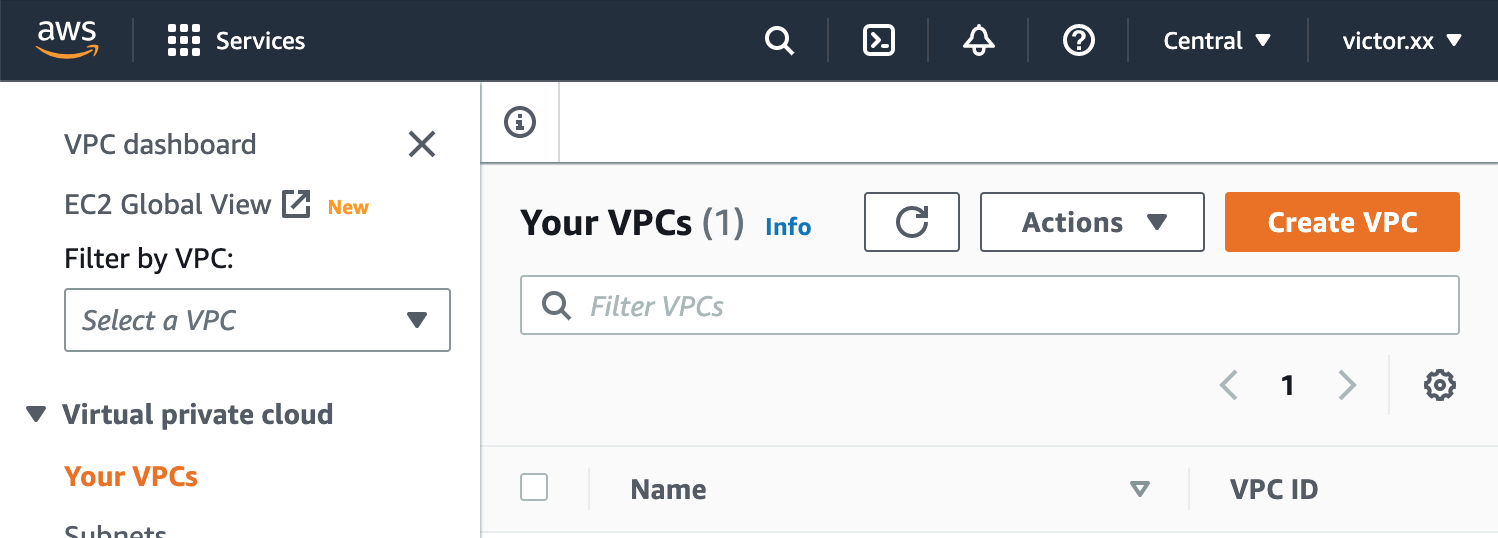 aws Services Central victor.xx
VPC dashboard
EC2 Global View New
Filter by VPC:
Select a VPC
Virtual private cloud
Your VPCs
Subnets
Your VPCs (1) Info Actions Create VPC
Filter VPCs
1
Name VPC ID